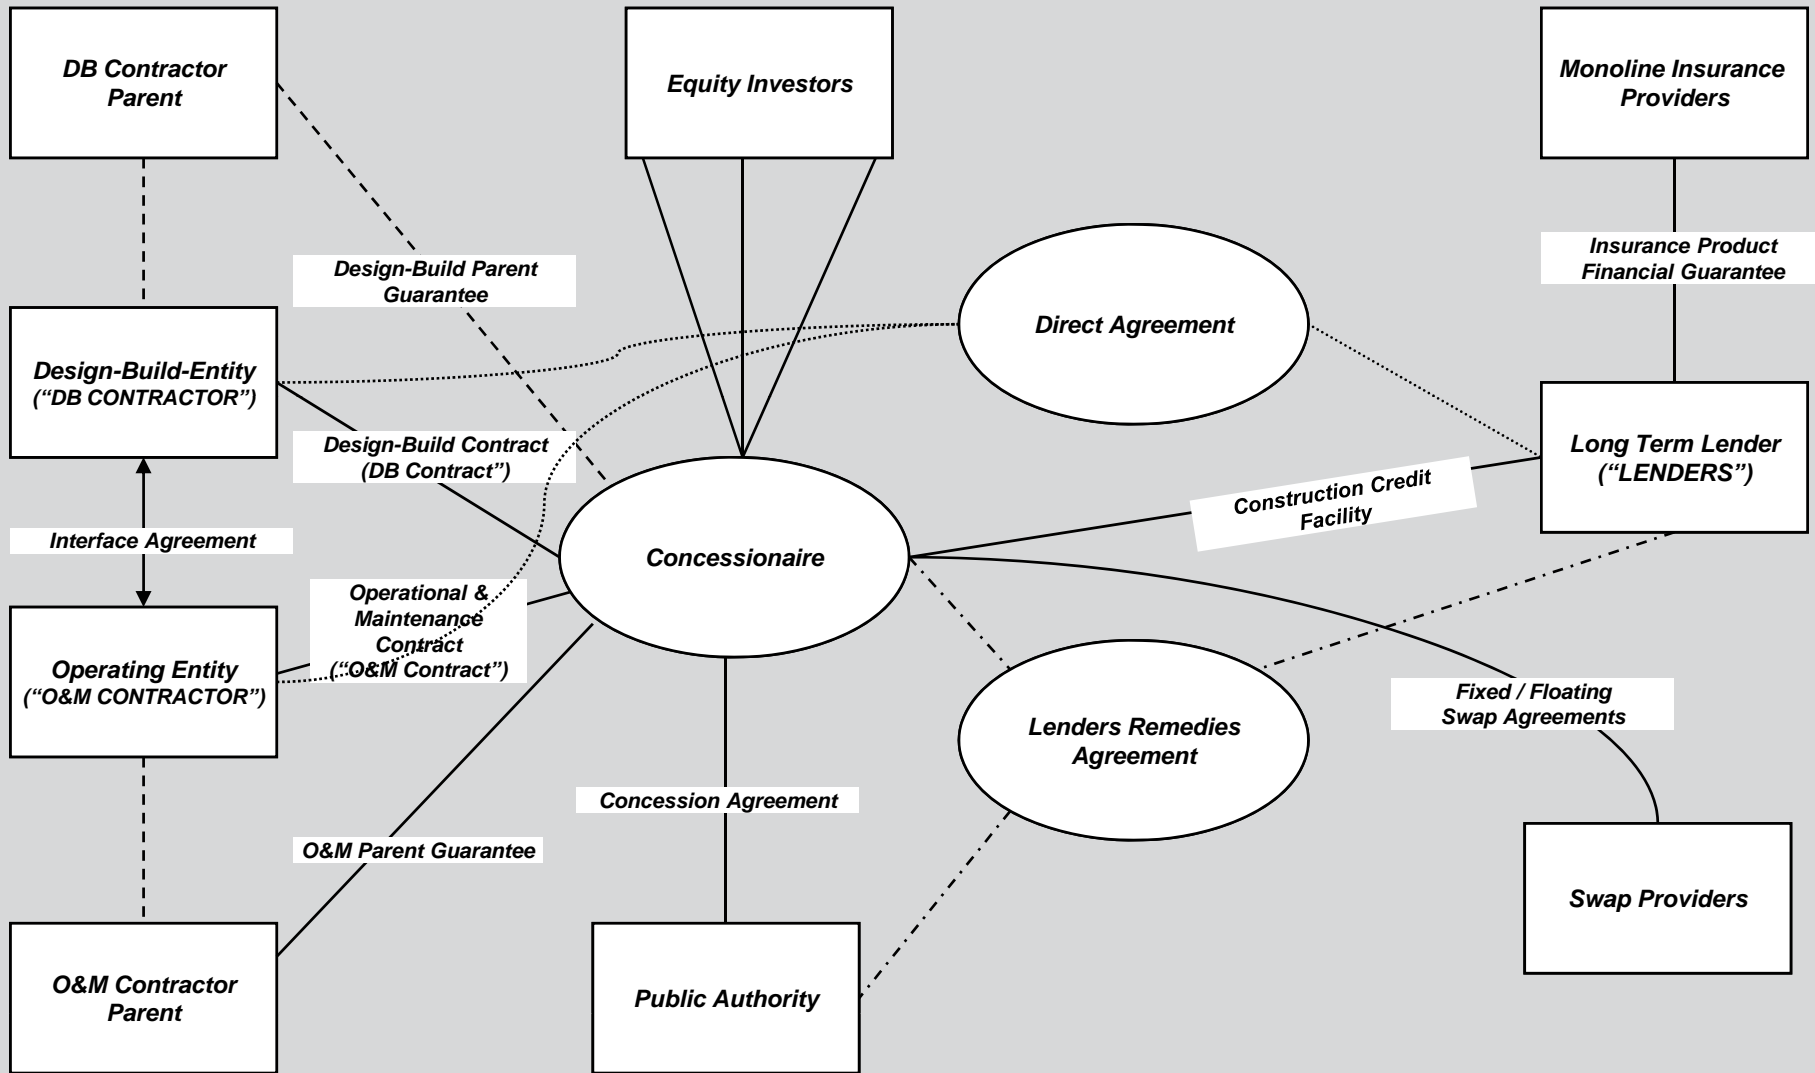 DB Contractor
Parent
Equity Investors
Monoline Insurance
Providers
Design-Build Parent
Guarantee
Insurance Product
Financial Guarantee
Direct Agreement
Design-Build-Entity
(“DB CONTRACTOR”)
Design-Build Contract
(DB Contract”)
Long Term Lender
(“LENDERS”)
Construction Credit
Facility
Interface Agreement
Concessionaire
Operational &
Maintenance
Contract
(“O&M Contract”)
Operating Entity
(“O&M CONTRACTOR”)
Fixed / Floating
Swap Agreements
Lenders Remedies
Agreement
Concession Agreement
O&M Parent Guarantee
Swap Providers
O&M Contractor
Parent
Public Authority